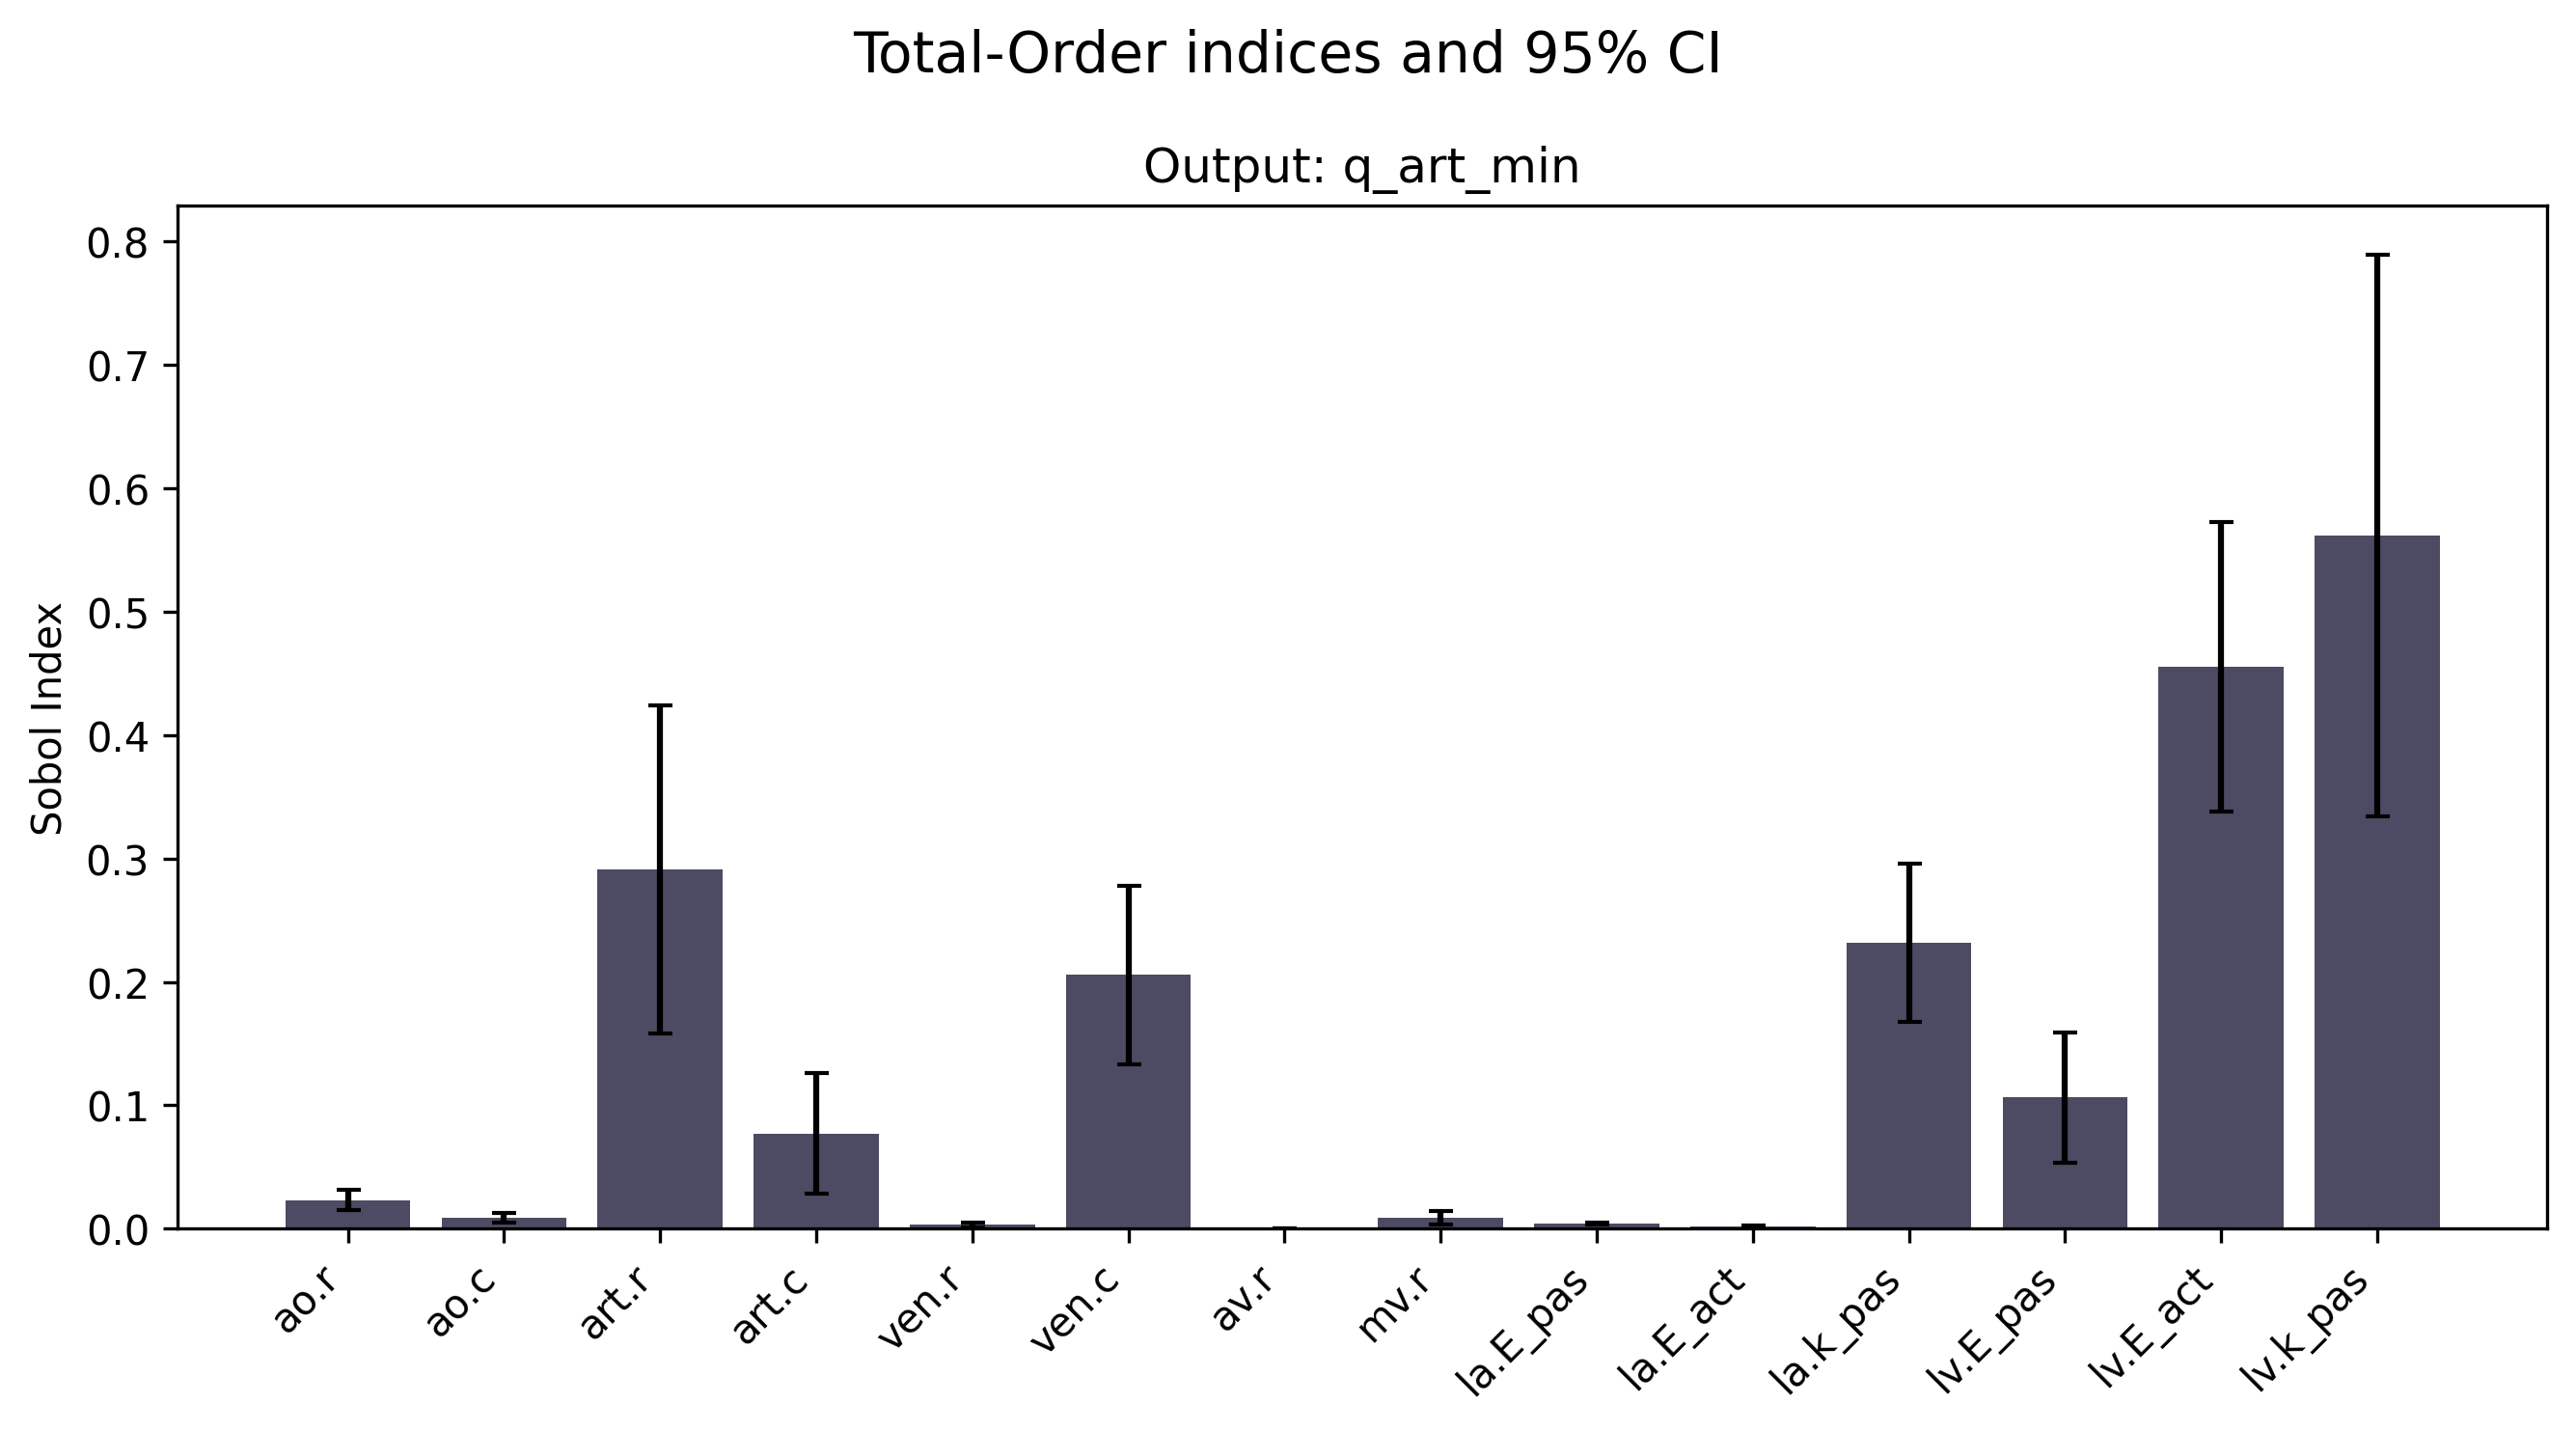 Total-Order indices and 95% CI
Output: q_art_min
Sobol Index
0.8
0.7
0.6
0.5
0.4
0.3
0.2
0.1
0.0
ao.r
ao.c
art.r
art.c
ven.r
ven.c
av.r
mv.r
la.E_pas
la.E_act
la.k_pas
lv.E_pas
lv.E_act
lv.k_pas